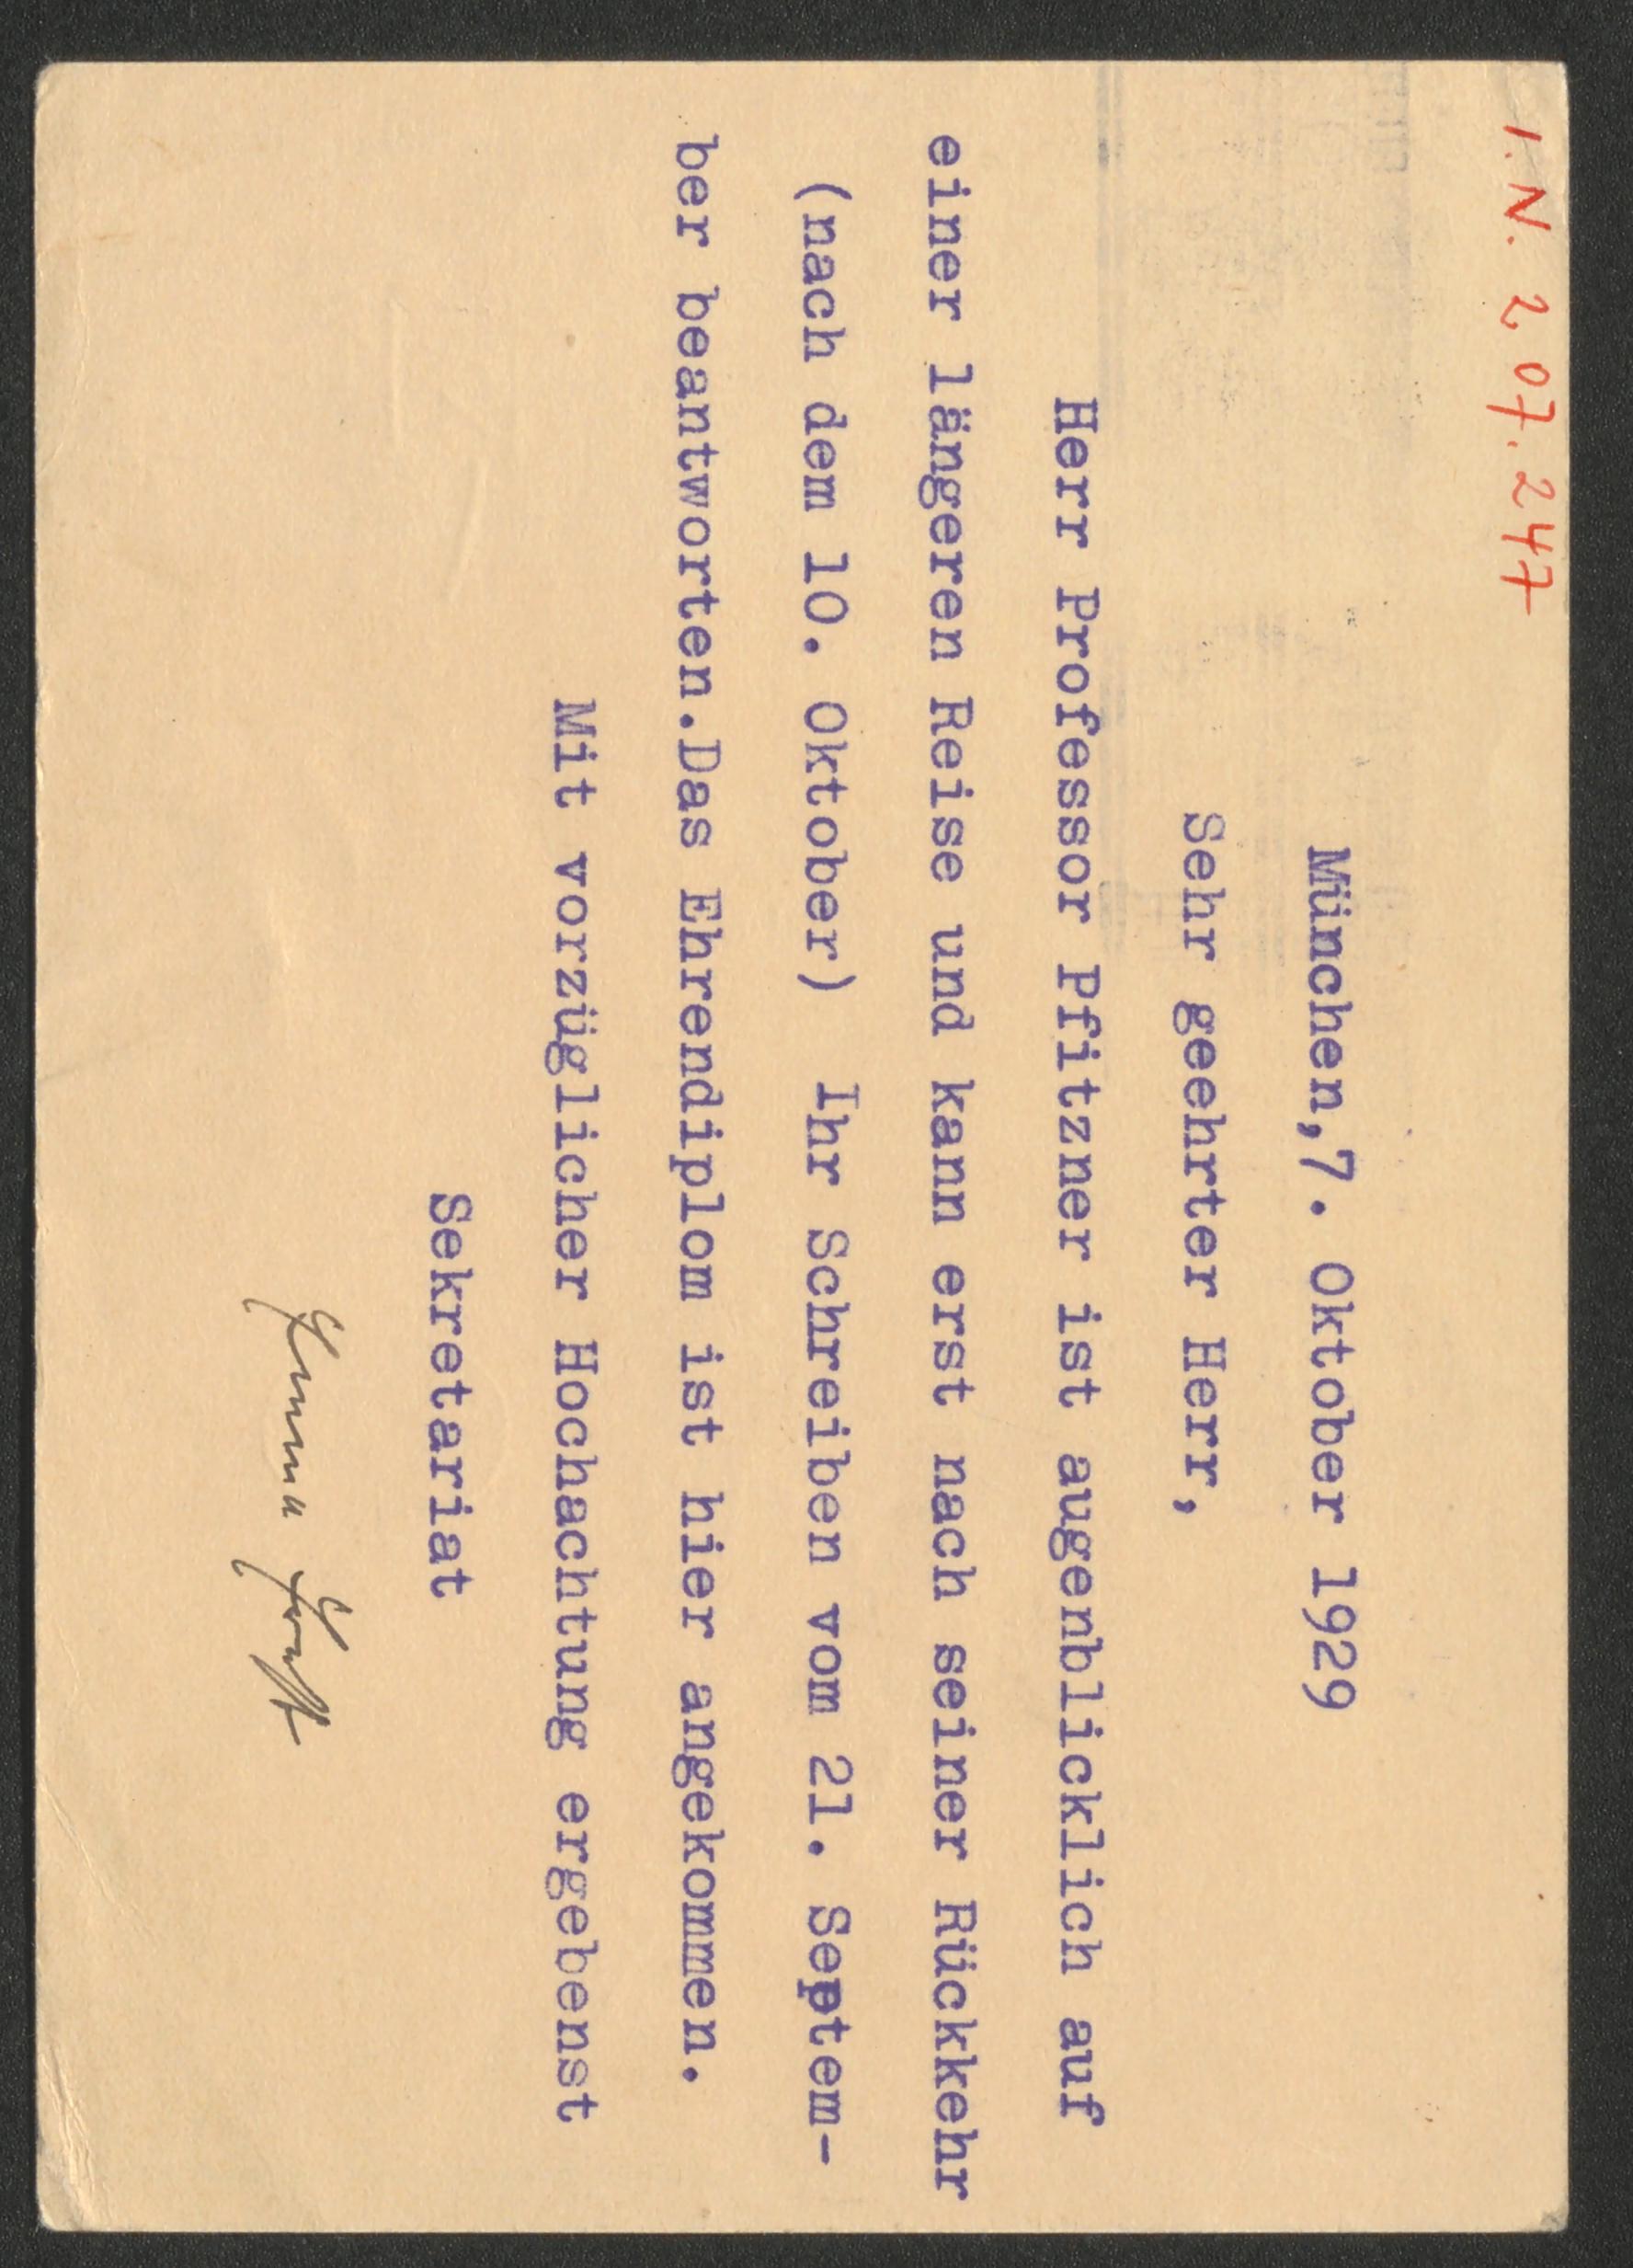 I.N. 207.247
München,7. Oktober 1929
Sehr geehrter Herr,
Herr Professor Pfitzner ist augenblicklich auf
einer längeren Reise und kann erst nach seiner Rückkehr
(nach dem 10. Oktober) Ihr Schreiben vom 21. Septem-
ber beantworten.Das Ehrendiplom ist hier angekommen.
Mit vorzüglicher Hochachtung ergebenst
Sekretariat